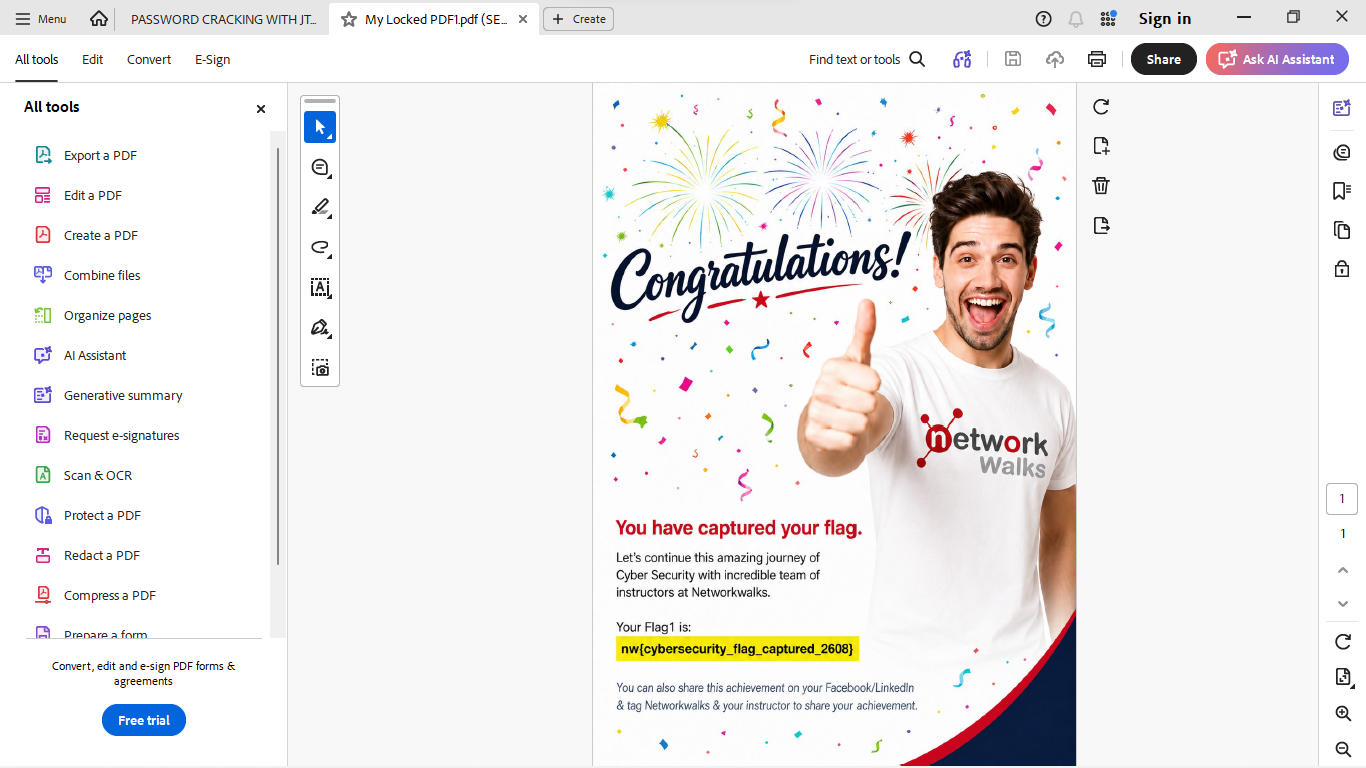 Menu
PASSWORD CRACKING WITH JT...
My Locked PDF1.pdf (SE...
Create
Sign in
All tools
Edit
Convert
E-Sign
Find text or tools
Share
Ask AI Assistant
All tools
Export a PDF
Edit a PDF
Create a PDF
Combine files
Organize pages
AI Assistant
Generative summary
Request e-signatures
Scan & OCR
Protect a PDF
Redact a PDF
Compress a PDF
Prepare a form
Convert, edit and e-sign PDF forms &
agreements
Free trial
Congratulations!
network
Walks
You have captured your flag.
Let's continue this amazing journey of
Cyber Security with incredible team of
instructors at Networkwalks.
Your Flag1 is:
nw{cybersecurity_flag_captured_2608}
You can also share this achievement on your Facebook/LinkedIn
& tag Networkwalks & your instructor to share your achievement.
1
1